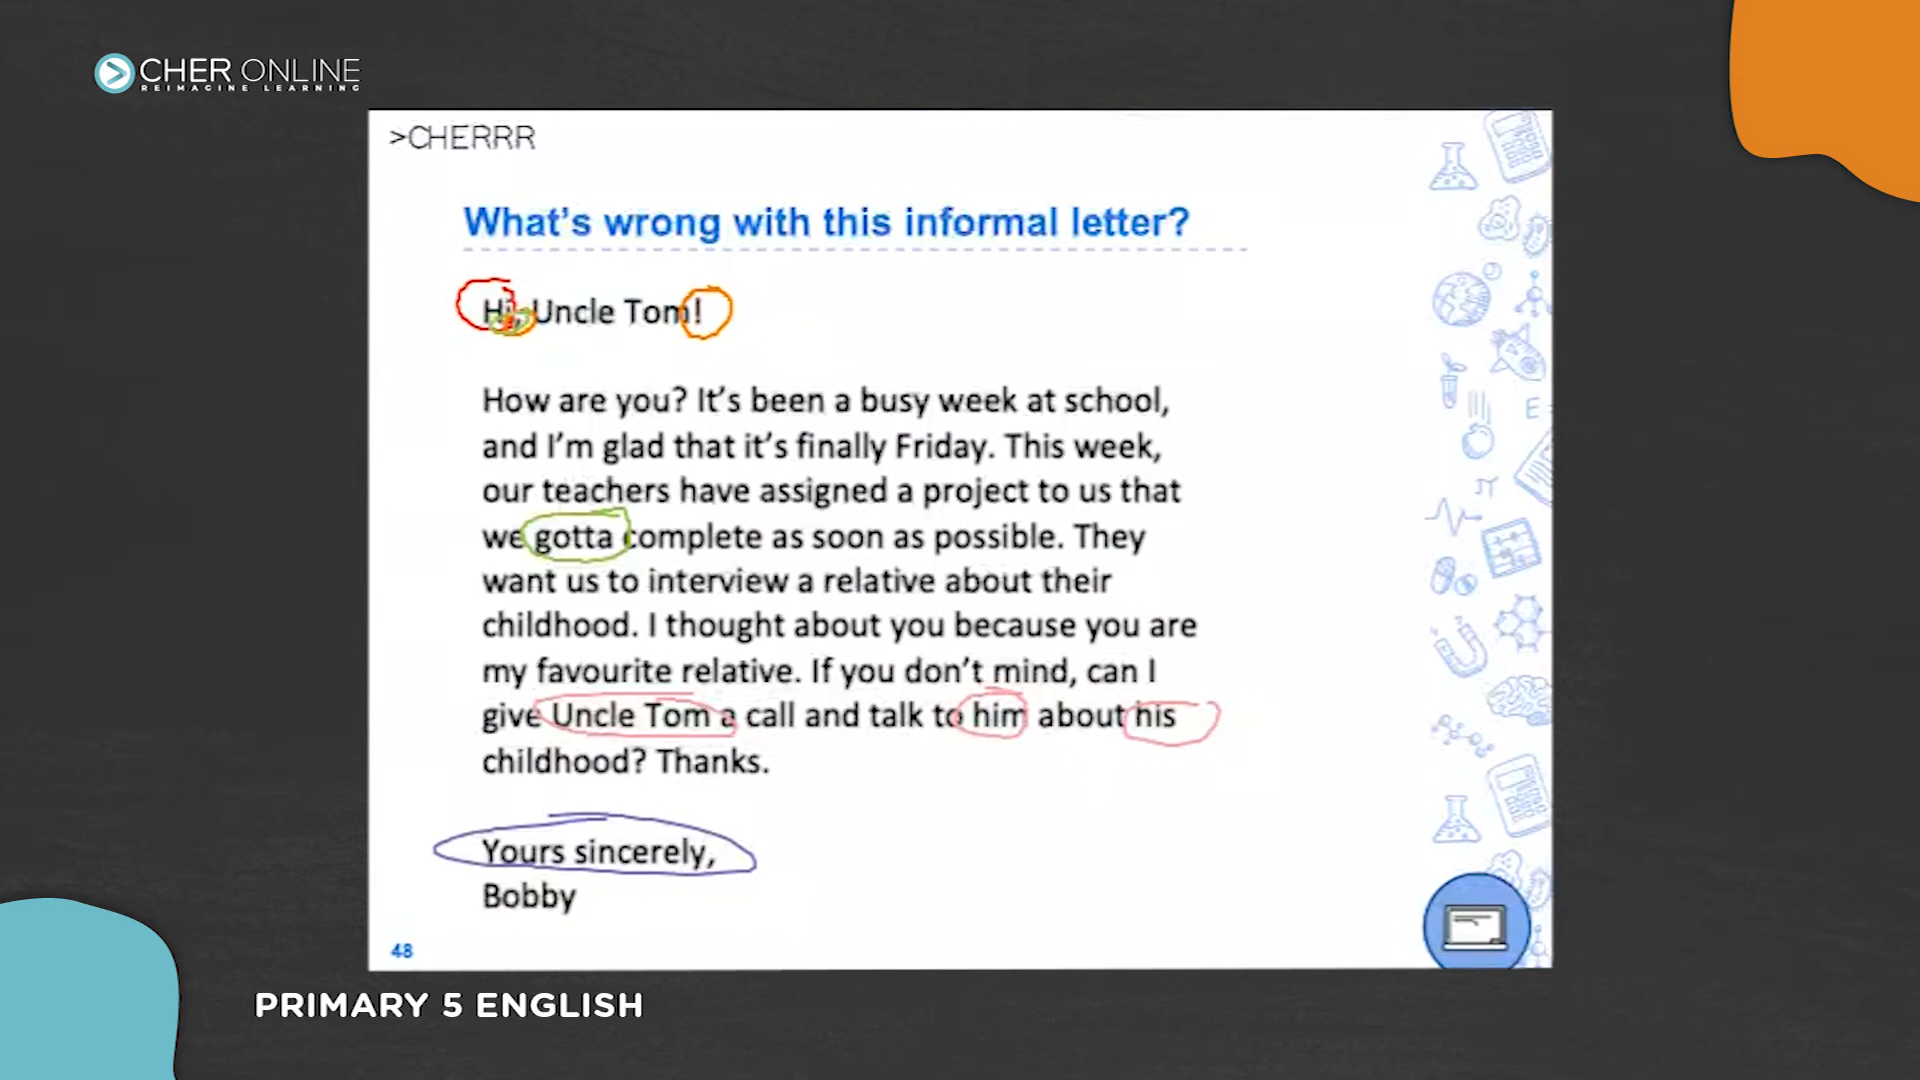 CHER ONLINE
REIMAGINE LEARNING
>CHERRR
What's wrong with this informal letter?
Hi, Uncle Tom!
How are you? It's been a busy week at school,
and I'm glad that it's finally Friday. This week,
our teachers have assigned a project to us that
we gotta complete as soon as possible. They
want us to interview a relative about their
childhood. I thought about you because you are
my favourite relative. If you don't mind, can I
give Uncle Tom a call and talk to him about his
childhood? Thanks.
Yours sincerely,
Bobby
48
PRIMARY 5 ENGLISH